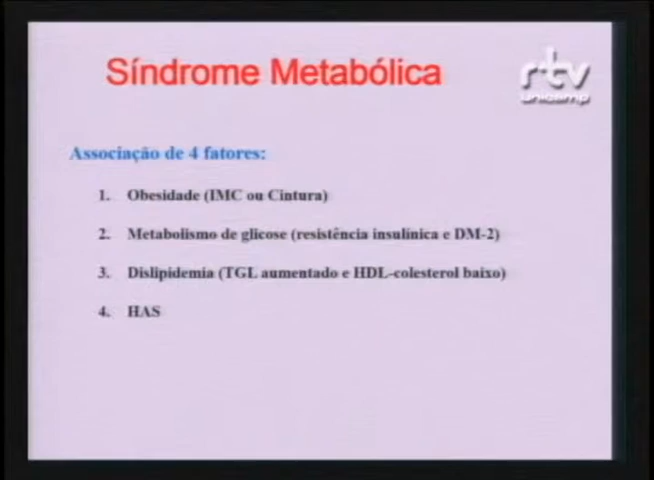 Síndrome Metabólica
rtv
unicamp
Associação de 4 fatores:
1. Obesidade (IMC ou Cintura)
2. Metabolismo de glicose (resistência insulínica e DM-2)
3. Dislipidemia (TGL aumentado e HDL-colesterol baixo)
4. HAS